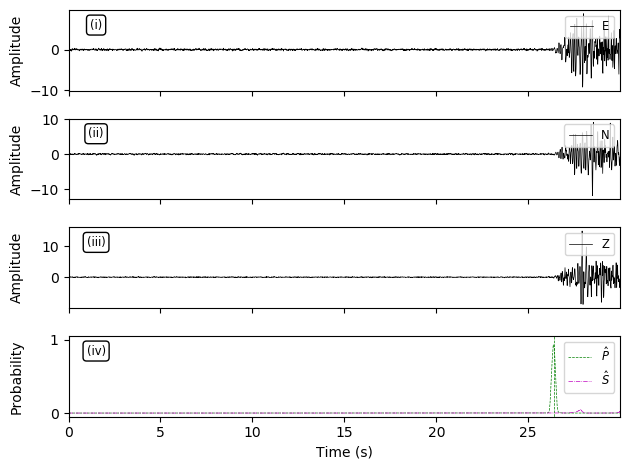 Amplitude
0
−10
(i)
E
Amplitude
10
0
−10
(ii)
N
Amplitude
10
0
(iii)
Z
Probability
1
0
(iv)
P̂
Ŝ
0 5 10 15 20 25
Time (s)